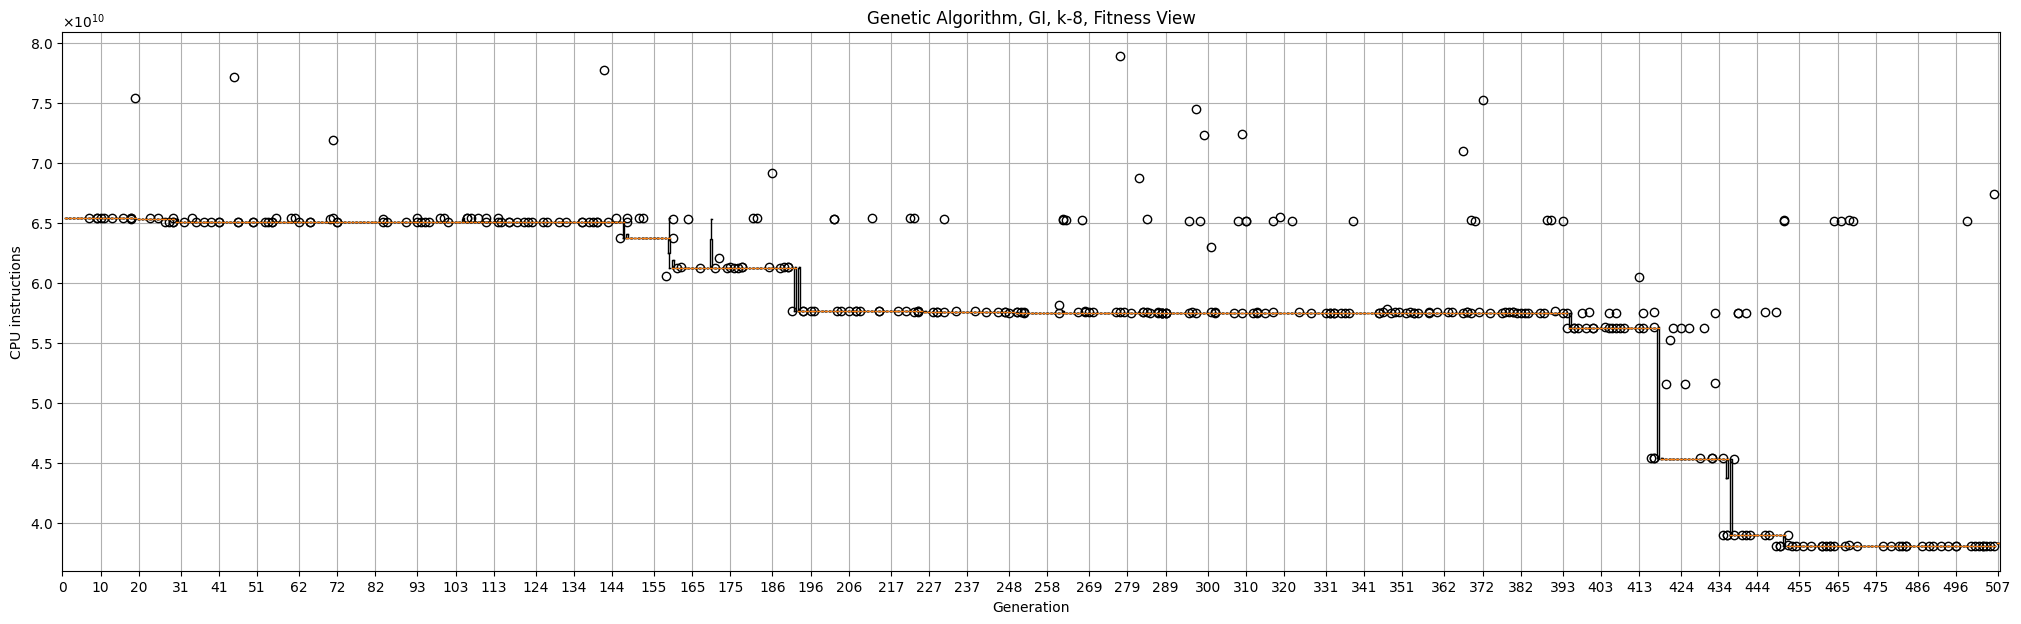 Genetic Algorithm, GI, k-8, Fitness View
×10¹⁰
8.0
7.5
7.0
6.5
6.0
5.5
5.0
4.5
4.0
CPU instructions
0 10 20 31 41 51 62 72 82 93 103 113 124 134 144 155 165 175 186 196 206 217 227 237 248 258 269 279 289 300 310 320 331 341 351 362 372 382 393 403 413 424 434 444 455 465 475 486 496 507
Generation